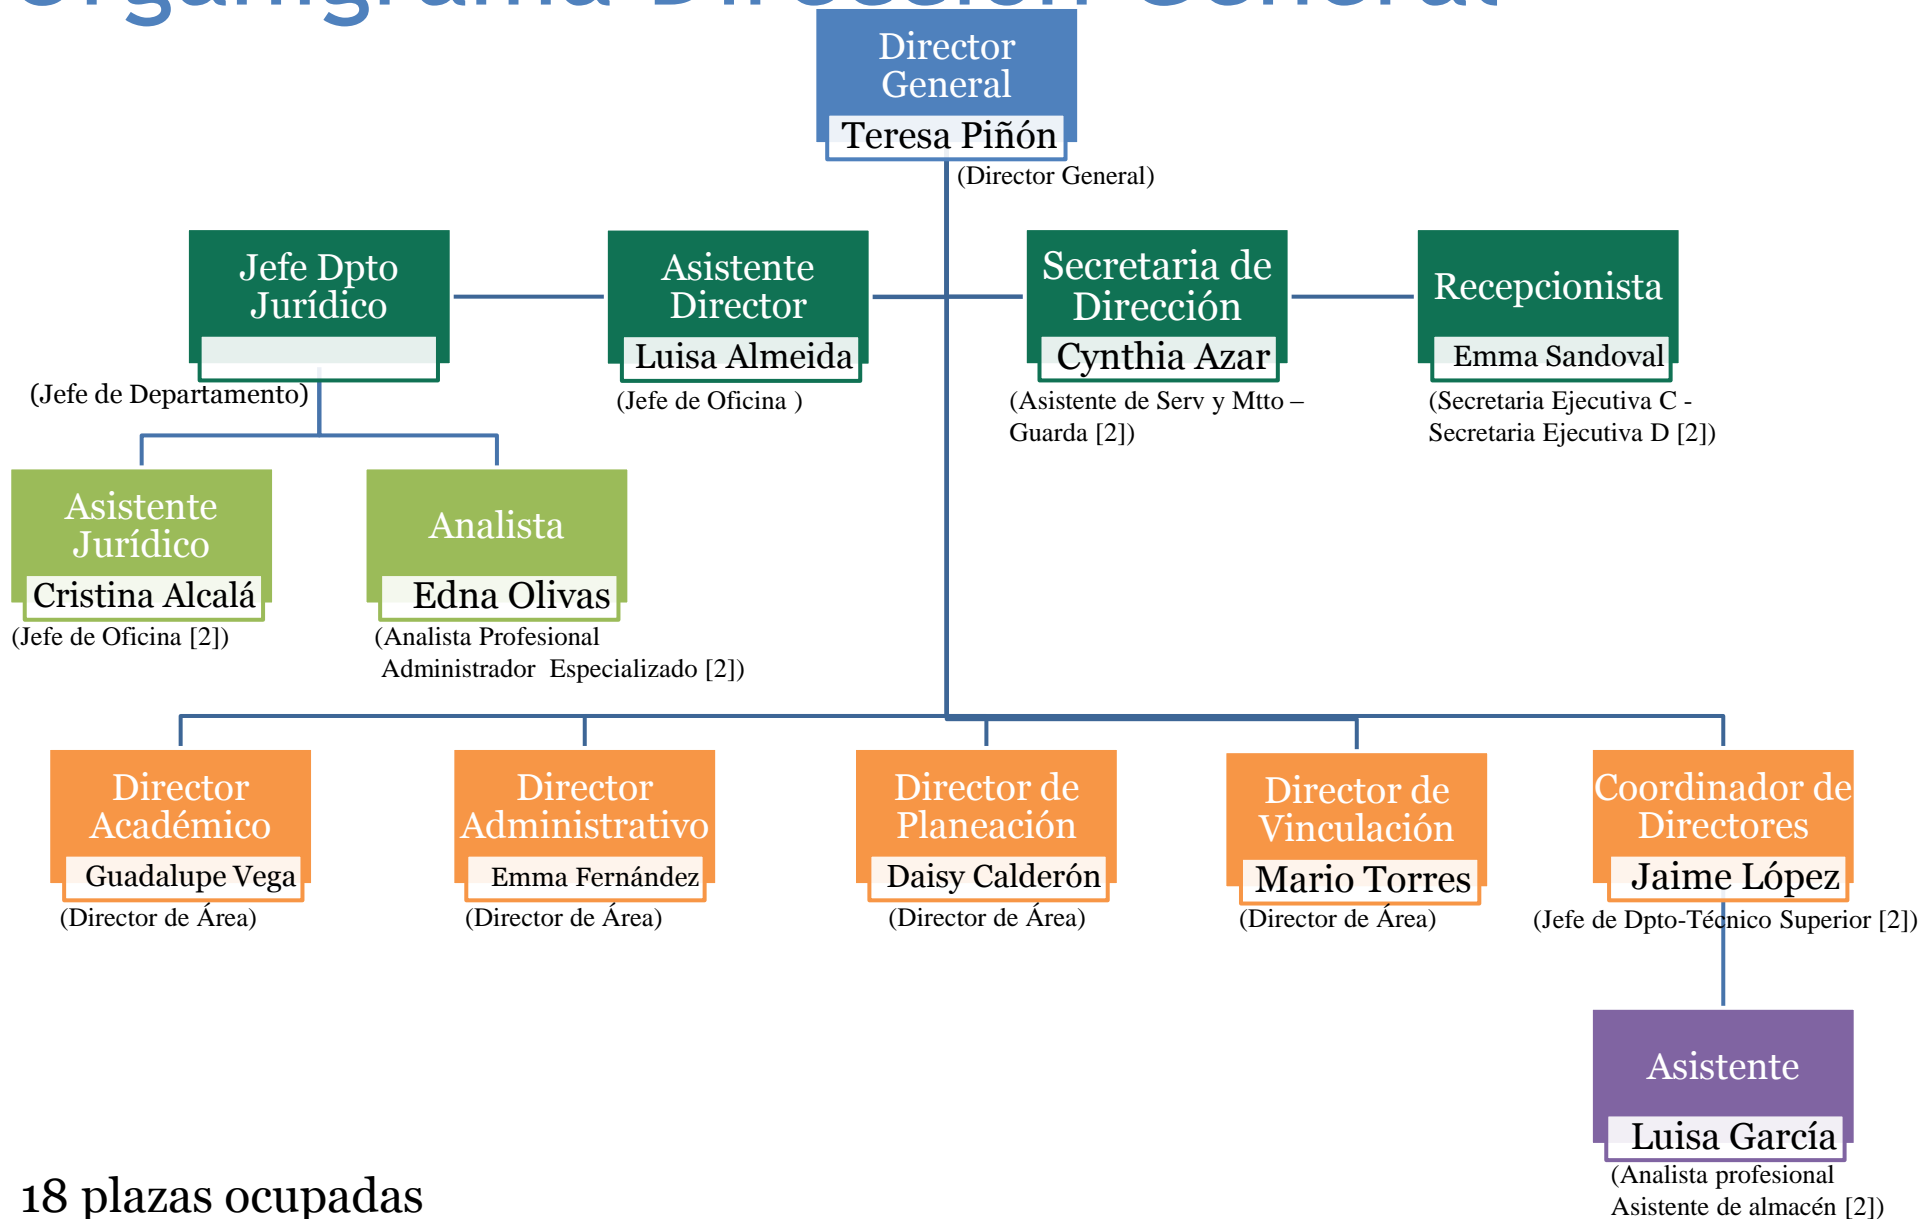 Organigrama Dirección General
Director
General
Teresa Piñón
(Director General)
Jefe Dpto
Jurídico
(Jefe de Departamento)
Asistente
Director
Luisa Almeida
(Jefe de Oficina )
Secretaria de
Dirección
Cynthia Azar
(Asistente de Serv y Mtto –
Guarda [2])
Recepcionista
Emma Sandoval
(Secretaria Ejecutiva C -
Secretaria Ejecutiva D [2])
Asistente
Jurídico
Cristina Alcalá
(Jefe de Oficina [2])
Analista
Edna Olivas
(Analista Profesional
Administrador Especializado [2])
Director
Académico
Guadalupe Vega
(Director de Área)
Director
Administrativo
Emma Fernández
(Director de Área)
Director de
Planeación
Daisy Calderón
(Director de Área)
Director de
Vinculación
Mario Torres
(Director de Área)
Coordinador de
Directores
Jaime López
(Jefe de Dpto-Técnico Superior [2])
Asistente
Luisa García
(Analista profesional
Asistente de almacén [2])
18 plazas ocupadas